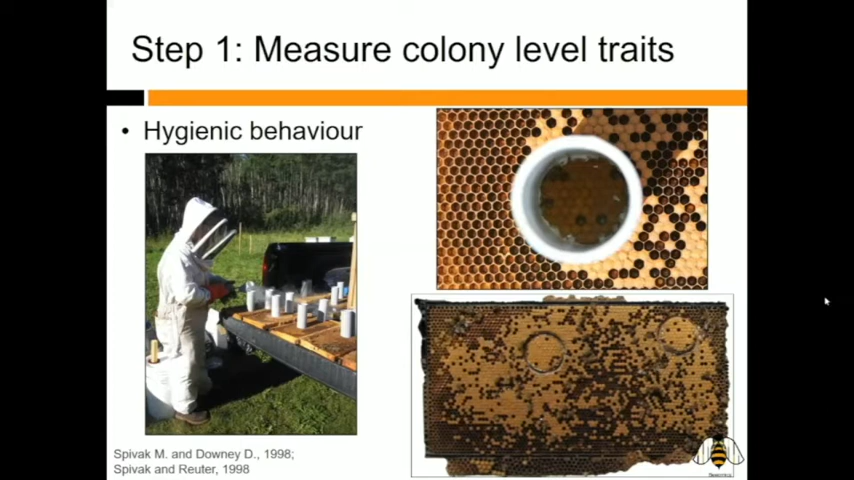 Step 1: Measure colony level traits
• Hygienic behaviour
Spivak M. and Downey D., 1998;
Spivak and Reuter, 1998